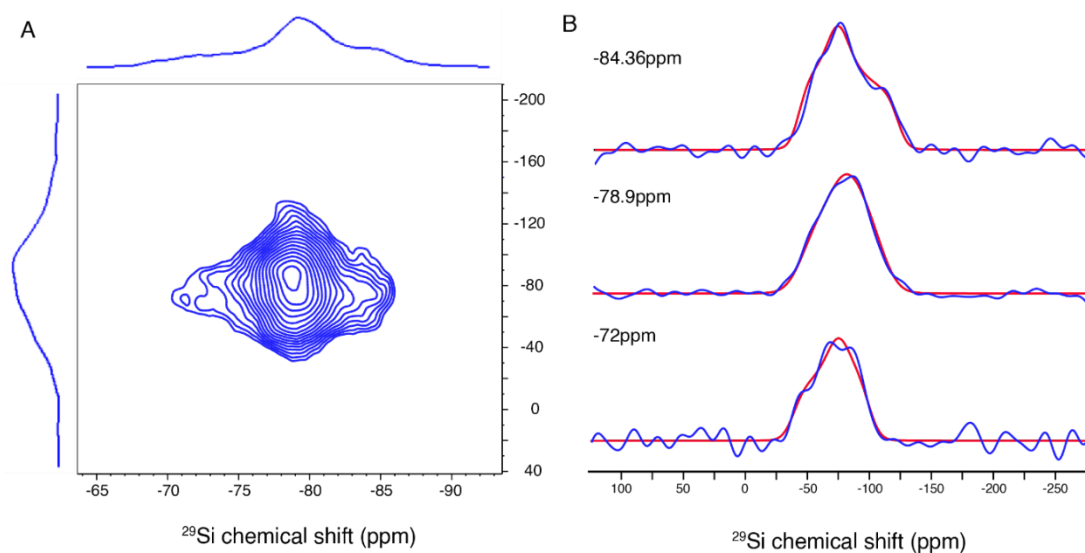 A
-200
-160
-120
-80
-40
0
40
-65 -70 -75 -80 -85 -90
²⁹Si chemical shift (ppm)
B
-84.36ppm
-78.9ppm
-72ppm
100 50 0 -50 -100 -150 -200 -250
²⁹Si chemical shift (ppm)